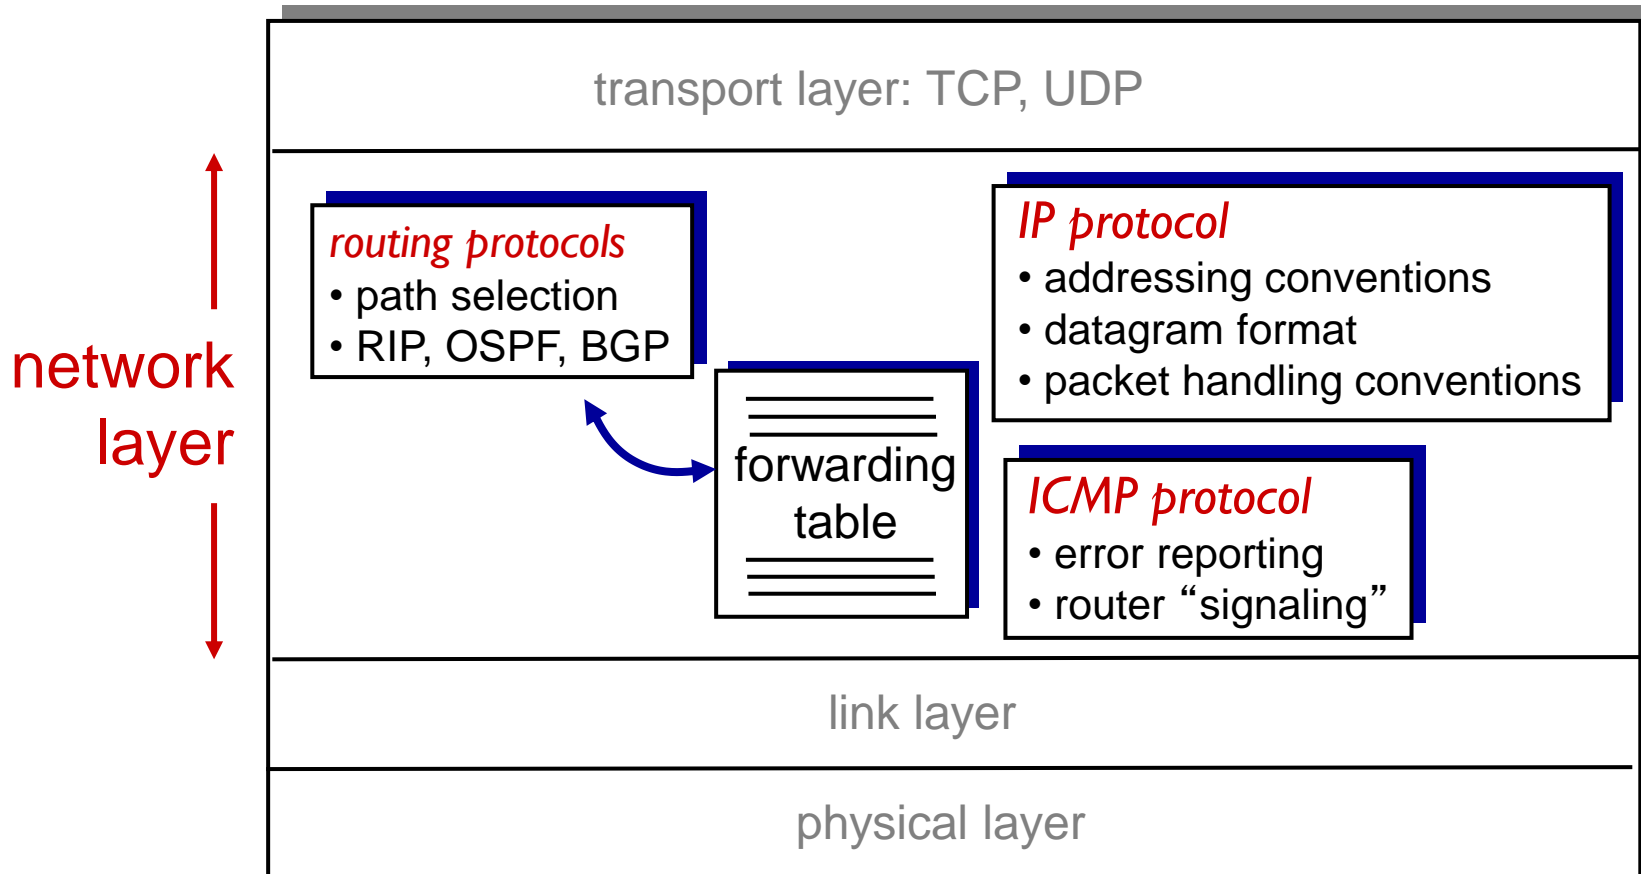 transport layer: TCP, UDP
network
layer
routing protocols
• path selection
• RIP, OSPF, BGP
forwarding
table
IP protocol
• addressing conventions
• datagram format
• packet handling conventions
ICMP protocol
• error reporting
• router “signaling”
link layer
physical layer